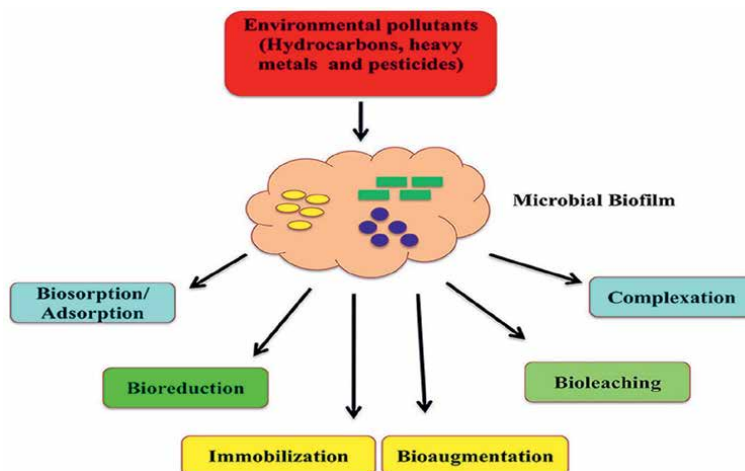 Environmental pollutants
(Hydrocarbons, heavy
metals and pesticides)
Microbial Biofilm
Biosorption/
Adsorption
Complexation
Bioreduction
Bioleaching
Immobilization
Bioaugmentation